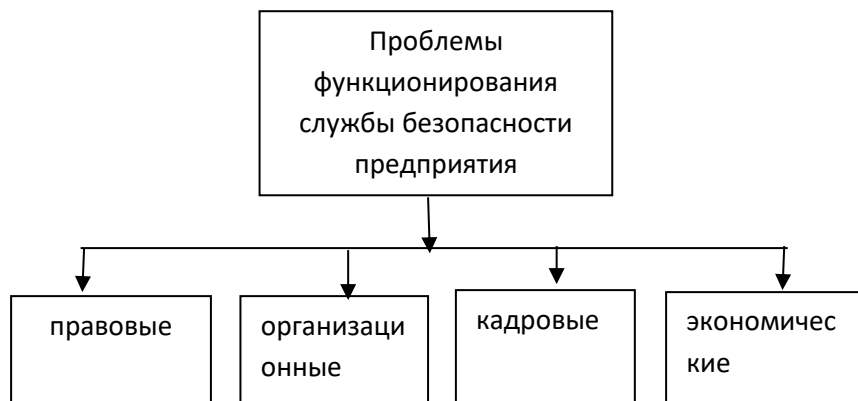 Проблемы
функционирования
службы безопасности
предприятия
правовые
организаци
онные
кадровые
экономичес
кие